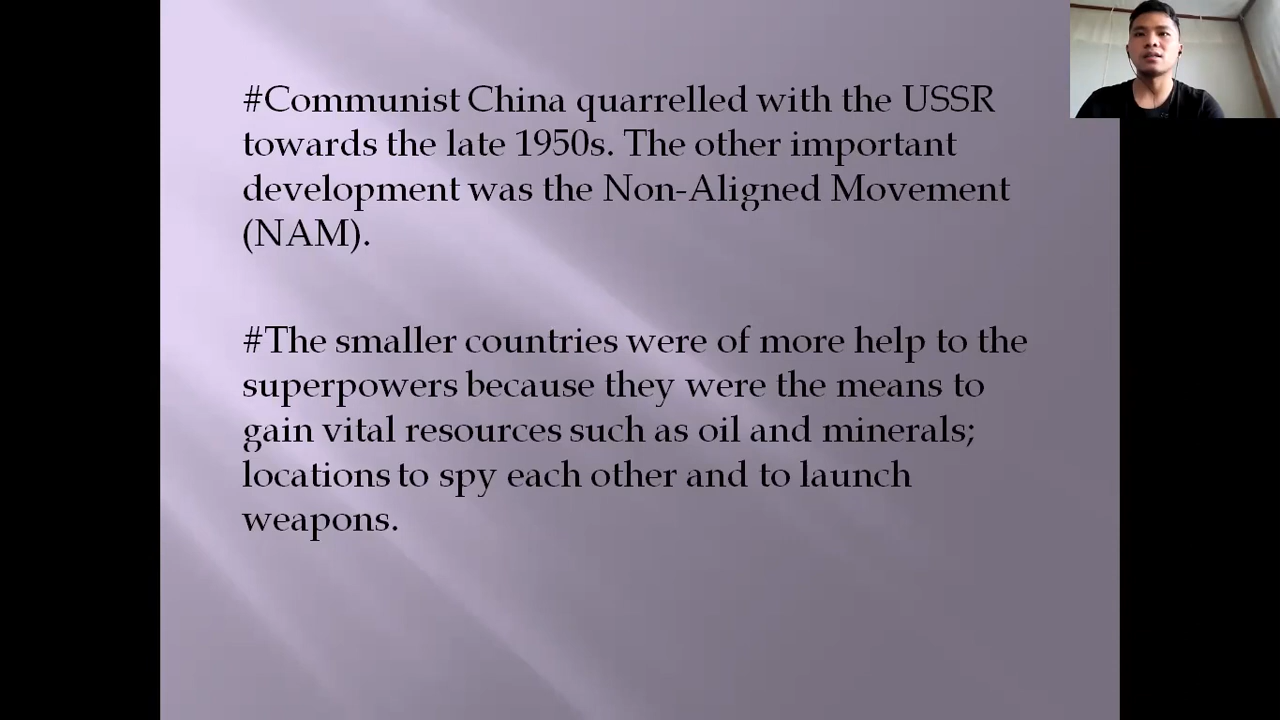 #Communist China quarrelled with the USSR
towards the late 1950s. The other important
development was the Non-Aligned Movement
(NAM).
#The smaller countries were of more help to the
superpowers because they were the means to
gain vital resources such as oil and minerals;
locations to spy each other and to launch
weapons.